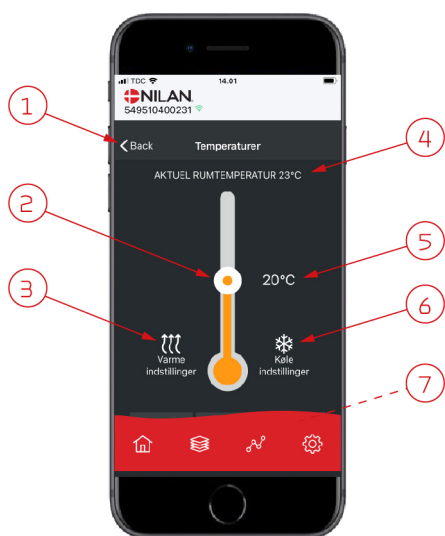 TDC 14.01
NILAN
549510400231
Back Temperaturer
AKTUEL RUMTEMPERATUR 23°C
20°C
Varme
indstillinger
Køle
indstillinger
1
2
3
4
5
6
7